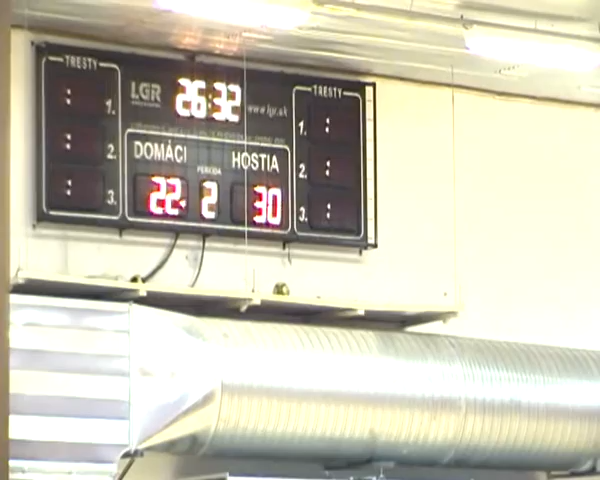 TRESTY
LGR
26:32
www.lgr.sk
TRESTY
1.
2.
3.
DOMÁCI
PERIÓDA
HOSTIA
22
2
30
1.
2.
3.